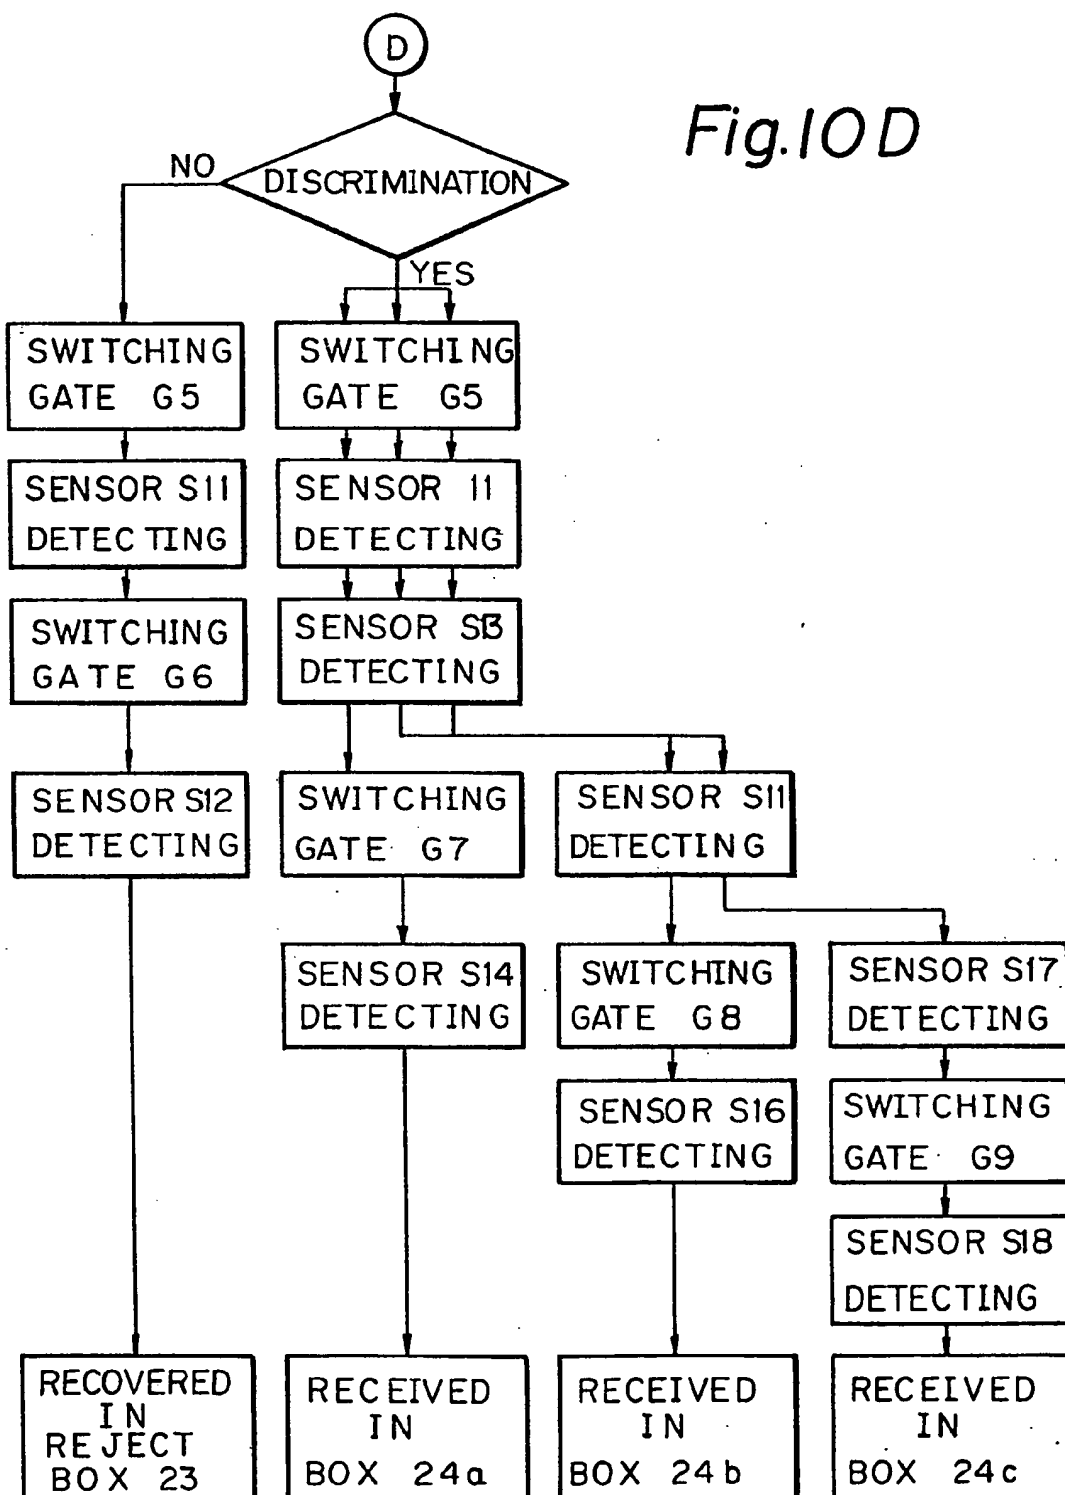 D
Fig.10D
DISCRIMINATION
NO
YES
SWITCHING
GATE G5
SWITCHING
GATE G5
SENSOR S11
DETECTING
SENSOR 11
DETECTING
SWITCHING
GATE G6
SENSOR S13
DETECTING
SENSOR S12
DETECTING
SWITCHING
GATE G7
SENSOR S11
DETECTING
SENSOR S14
DETECTING
SWITCHING
GATE G8
SENSOR S17
DETECTING
SENSOR S16
DETECTING
SWITCHING
GATE G9
SENSOR S18
DETECTING
RECOVERED
IN
REJECT
BOX 23
RECEIVED
IN
BOX 24a
RECEIVED
IN
BOX 24b
RECEIVED
IN
BOX 24c